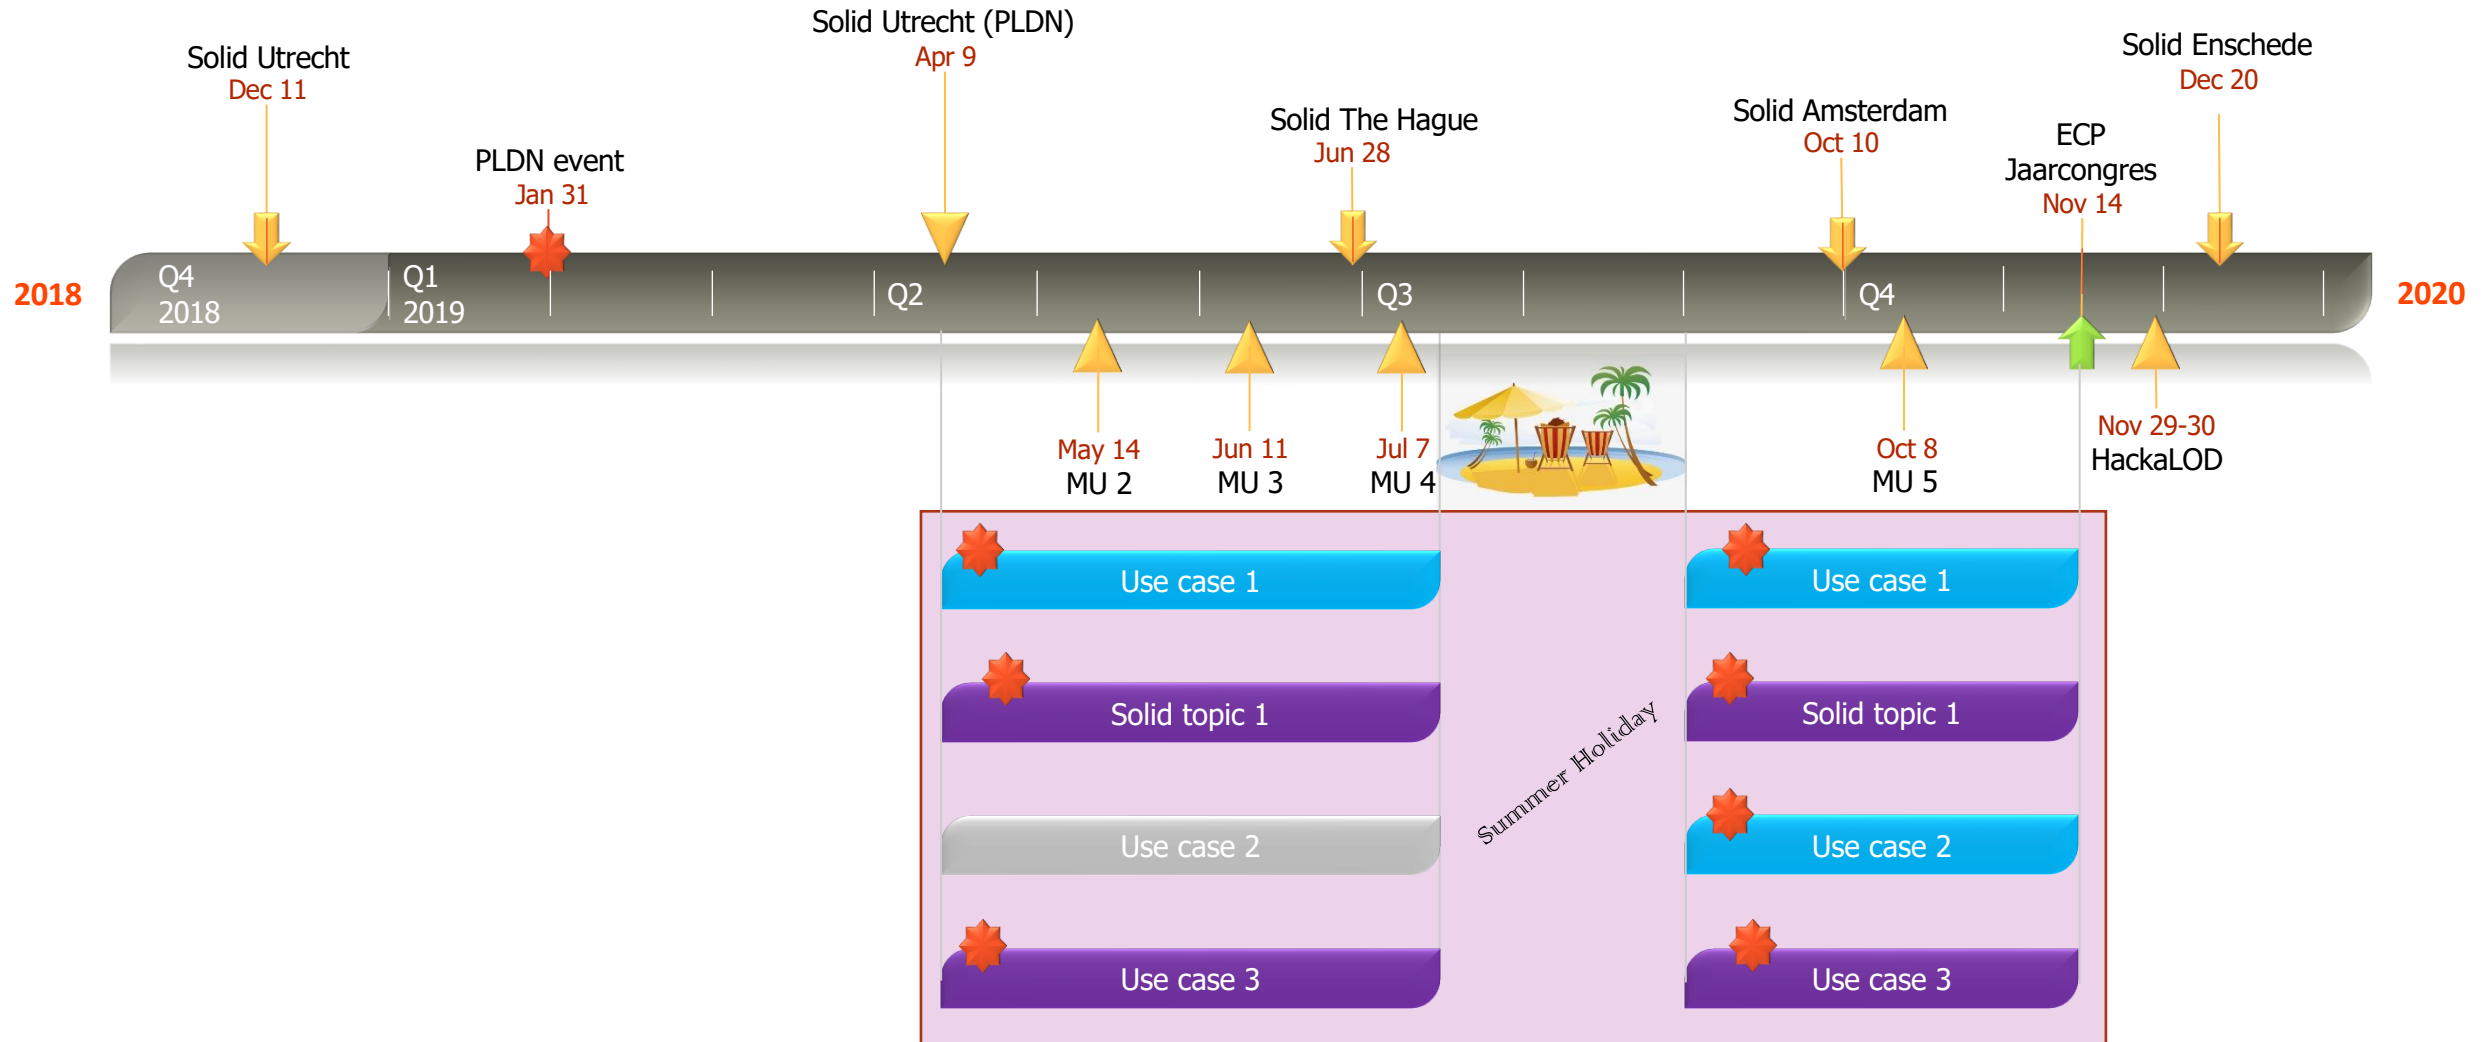 Solid Utrecht (PLDN)
Apr 9
Solid Utrecht
Dec 11
Solid Enschede
Dec 20
Solid The Hague
Jun 28
Solid Amsterdam
Oct 10
ECP
Jaarcongres
Nov 14
PLDN event
Jan 31
2018
Q4
2018
Q1
2019
Q2
Q3
Q4
2020
May 14
MU 2
Jun 11
MU 3
Jul 7
MU 4
Oct 8
MU 5
Nov 29-30
HackaLOD
Use case 1
Use case 1
Solid topic 1
Solid topic 1
Summer Holiday
Use case 2
Use case 2
Use case 3
Use case 3